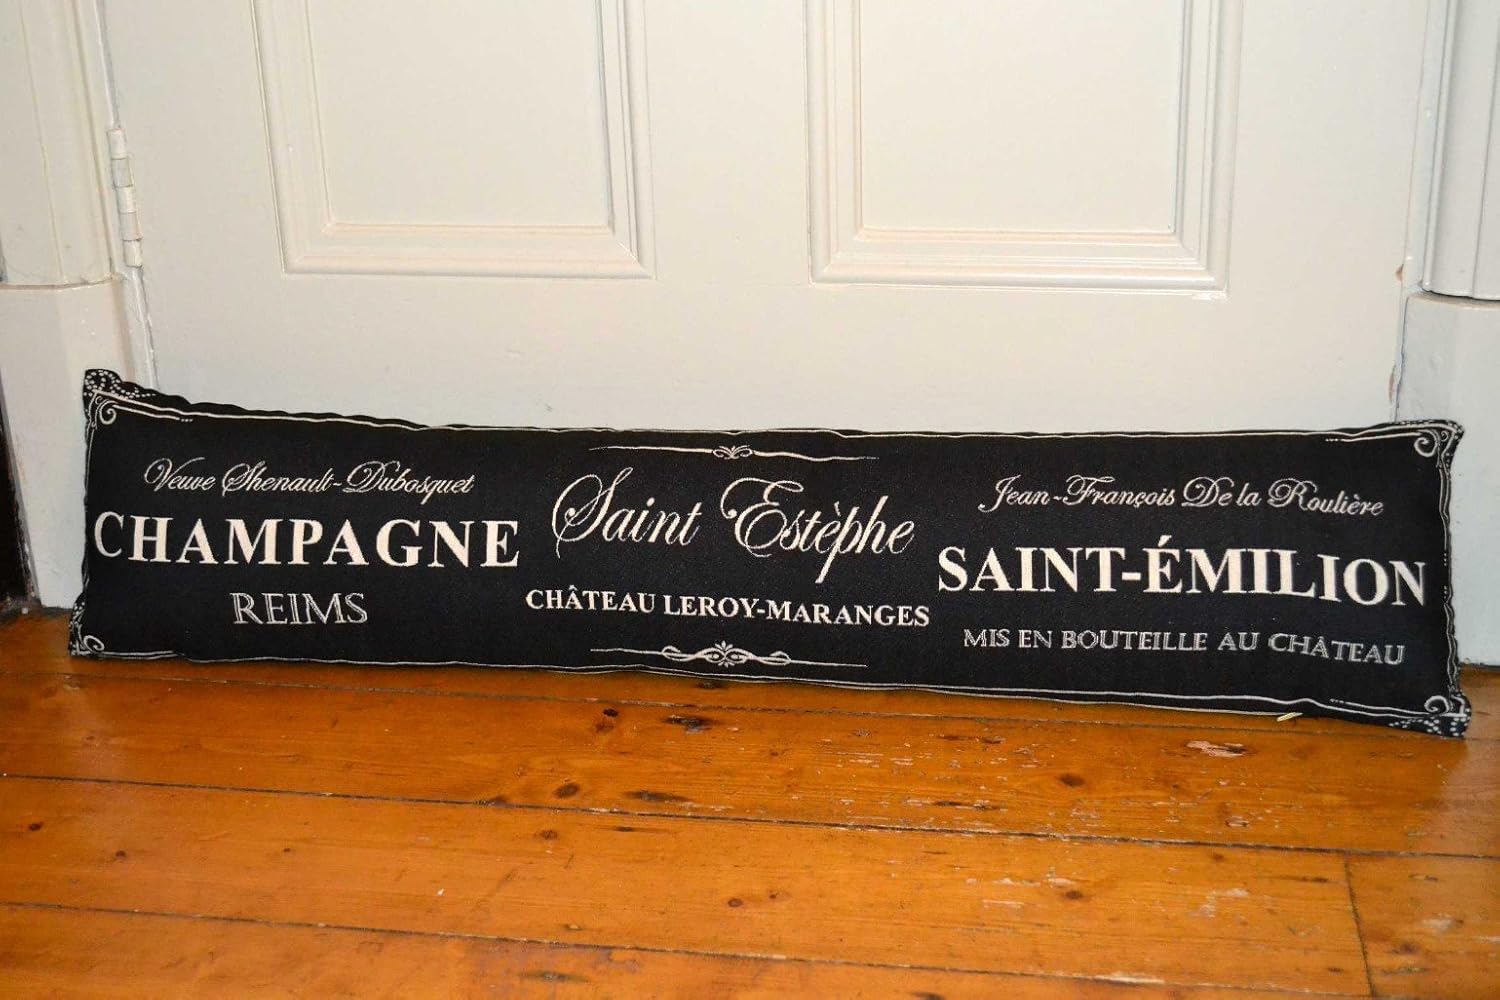 Veuve Shenault-Dubosquet
CHAMPAGNE
REIMS
Saint Estèphe
CHÂTEAU LEROY-MARANGES
Jean-François De la Roulière
SAINT-ÉMILION
MIS EN BOUTEILLE AU CHÂTEAU